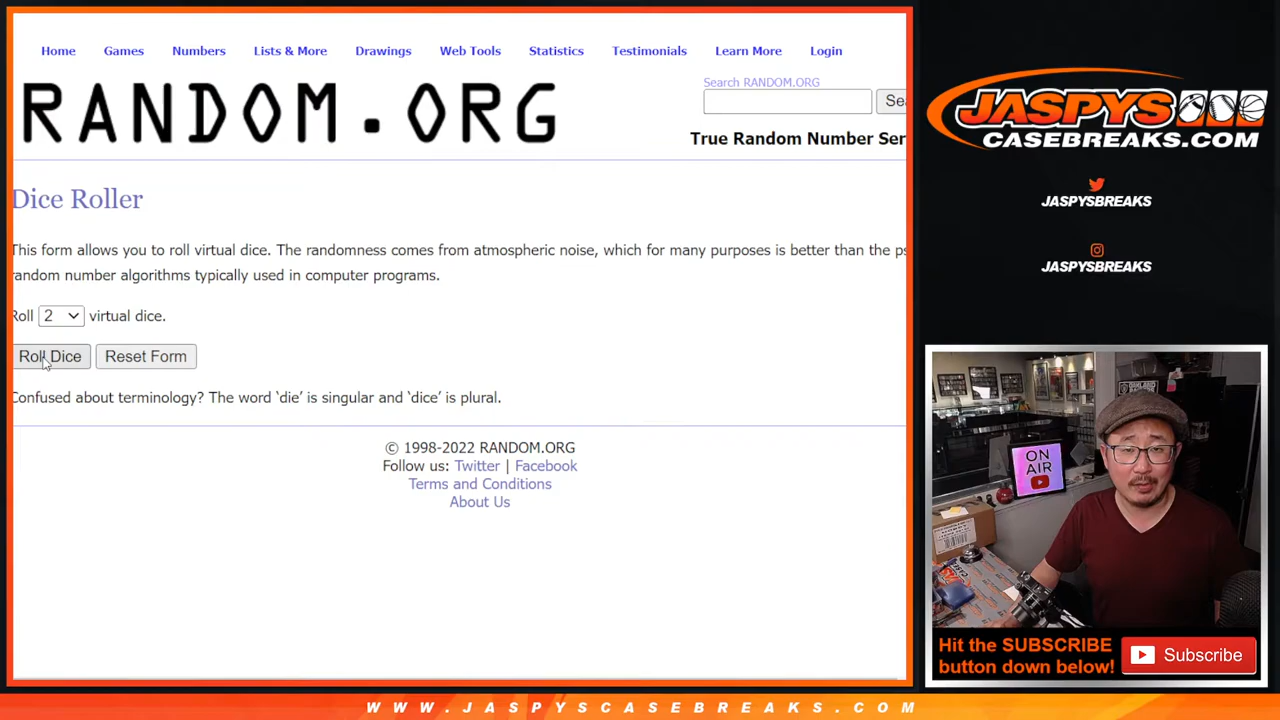 Home Games Numbers Lists & More Drawings Web Tools Statistics Testimonials Learn More Login
RANDOM.ORG
Search RANDOM.ORG
Sea
True Random Number Ser
Dice Roller
This form allows you to roll virtual dice. The randomness comes from atmospheric noise, which for many purposes is better than the ps
random number algorithms typically used in computer programs.
Roll 2 virtual dice.
Roll Dice Reset Form
Confused about terminology? The word ‘die’ is singular and ‘dice’ is plural.
© 1998-2022 RANDOM.ORG
Follow us: Twitter | Facebook
Terms and Conditions
About Us
JASPYS
CASEBREAKS.COM
JASPYSBREAKS
JASPYSBREAKS
ON
AIR
Hit the SUBSCRIBE
button down below!
Subscribe
WWW.JASPYSCASEBREAKS.COM